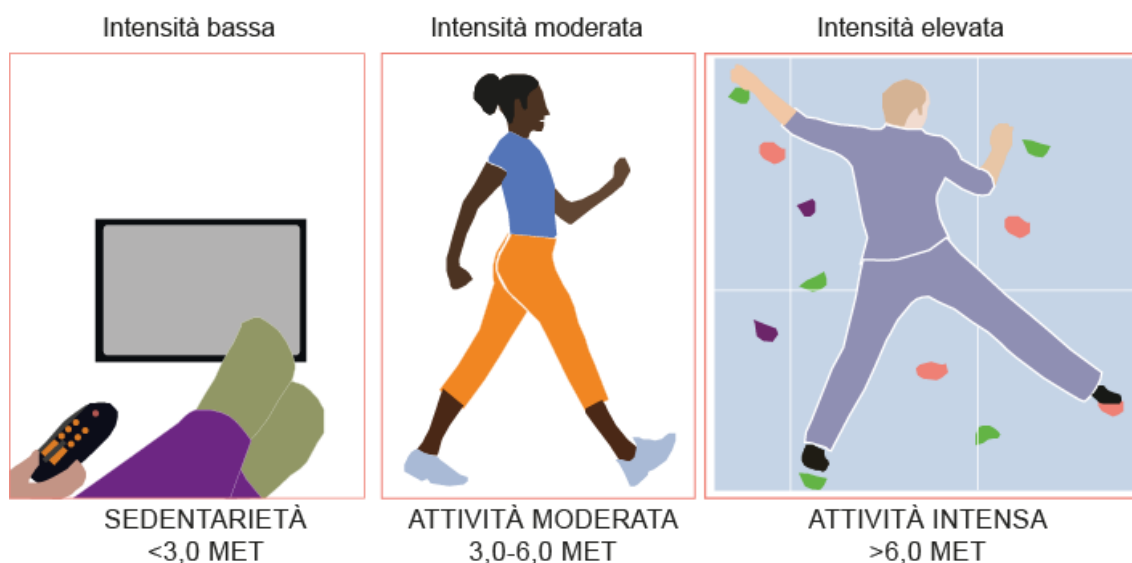 Intensità bassa
Intensità moderata
Intensità elevata
SEDENTARIETÀ
<3,0 MET
ATTIVITÀ MODERATA
3,0-6,0 MET
ATTIVITÀ INTENSA
>6,0 MET